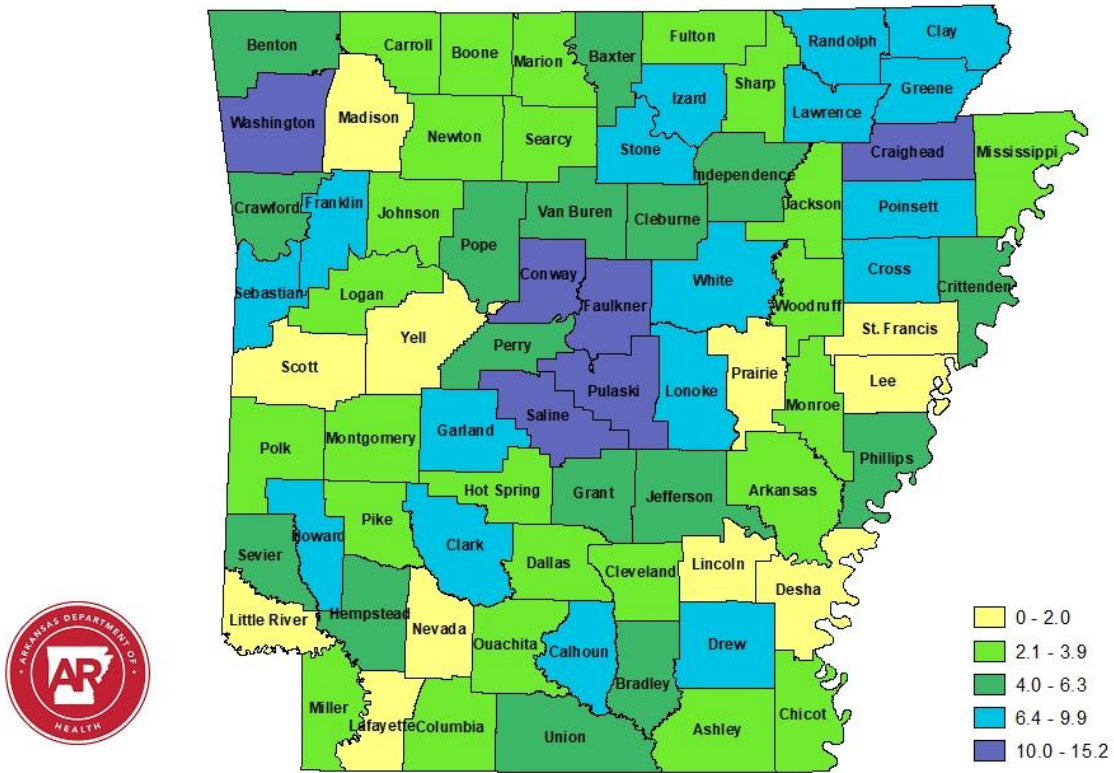 Benton
Carroll
Boone
Marion
Baxter
Fulton
Sharp
Randolph
Clay
Greene
Izard
Lawrence
Washington
Madison
Newton
Searcy
Stone
Independence
Craighead
Mississippi
Crawford
Franklin
Johnson
Pope
Van Buren
Cleburne
Jackson
Poinsett
Sebastian
Logan
Conway
Faulkner
White
Woodruff
Cross
Crittenden
Scott
Yell
Perry
Pulaski
Lonoke
Prairie
St. Francis
Lee
Saline
Garland
Monroe
Phillips
Polk
Montgomery
Hot Spring
Grant
Jefferson
Arkansas
Howard
Pike
Clark
Dallas
Cleveland
Lincoln
Desha
Sevier
Little River
Hempstead
Nevada
Ouachita
Calhoun
Bradley
Drew
Miller
Lafayette
Columbia
Union
Ashley
Chicot
ARKANSAS DEPARTMENT OF
AR
HEALTH
0 - 2.0
2.1 - 3.9
4.0 - 6.3
6.4 - 9.9
10.0 - 15.2